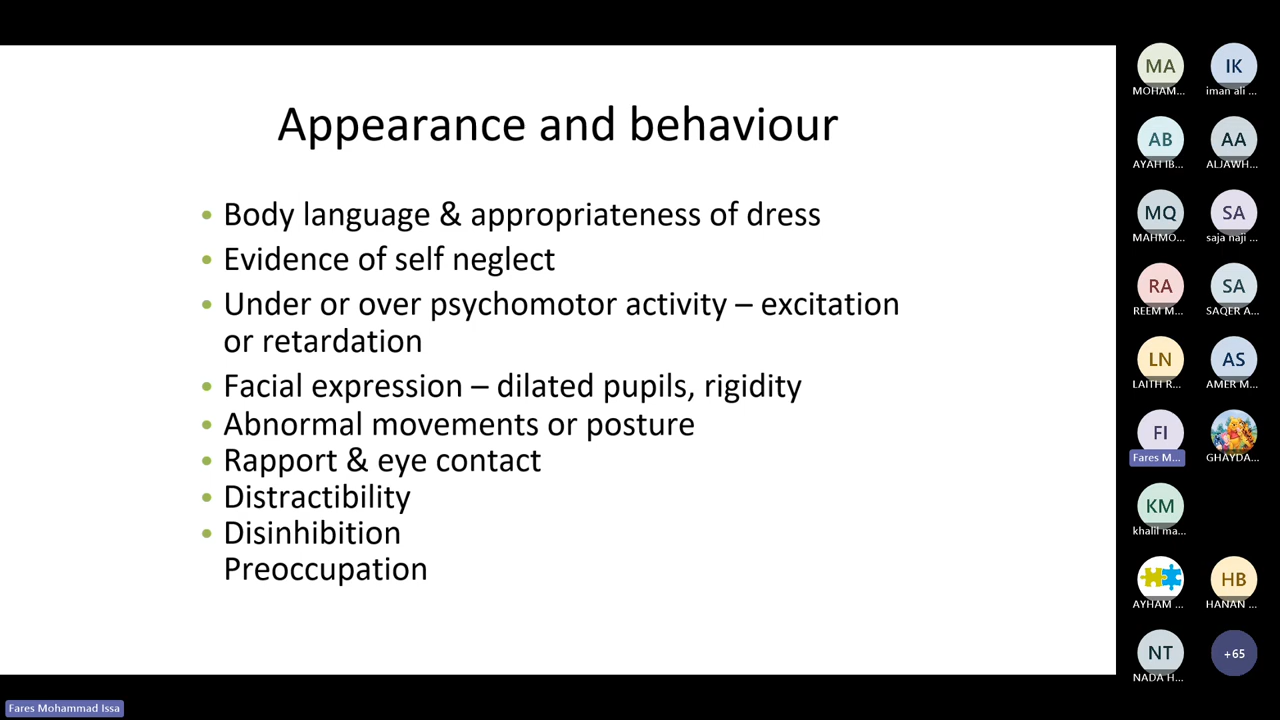 Appearance and behaviour
• Body language & appropriateness of dress
• Evidence of self neglect
• Under or over psychomotor activity – excitation
or retardation
• Facial expression – dilated pupils, rigidity
• Abnormal movements or posture
• Rapport & eye contact
• Distractibility
• Disinhibition
Preoccupation
MA
MOHAM...
IK
iman ali ...
AB
AYAH IB...
AA
ALJAWH...
MQ
MAHMO...
SA
saja naji ...
RA
REEM M...
SA
SAQER A...
LN
LAITH R...
AS
AMER M...
FI
Fares M...
GHAYDA...
KM
khalil ma...
AYHAM ...
HB
HANAN ...
NT
NADA H...
+65
Fares Mohammad Issa